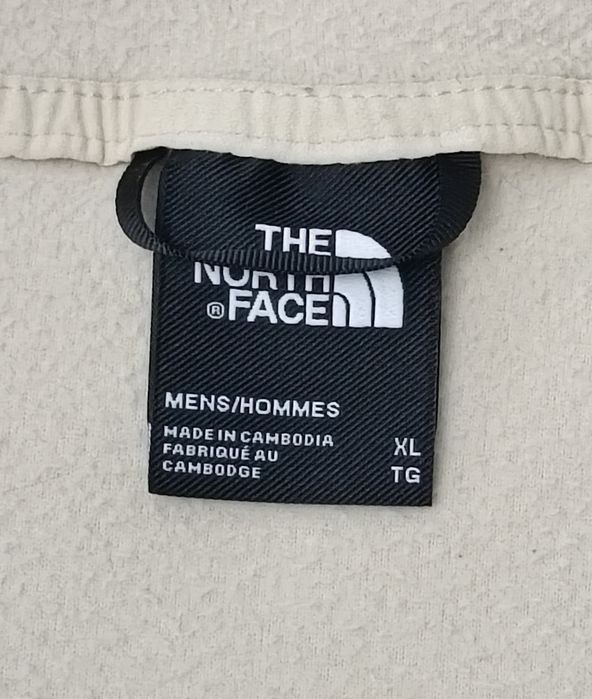 THE
NORTH
® FACE
MENS/HOMMES
MADE IN CAMBODIA
FABRIQUÉ AU
CAMBODGE
XL
TG